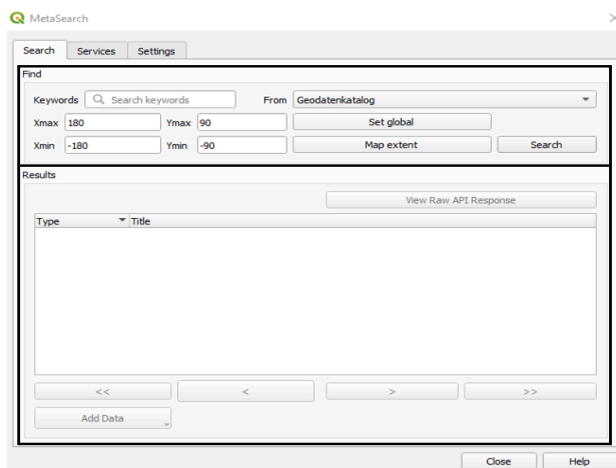 MetaSearch
Search Services Settings
Find
Keywords Search keywords From Geodatenkatalog
Xmax 180 Ymax 90 Set global
Xmin -180 Ymin -90 Map extent Search
Results
View Raw API Response
Type Title
<< < > >>
Add Data
Close Help